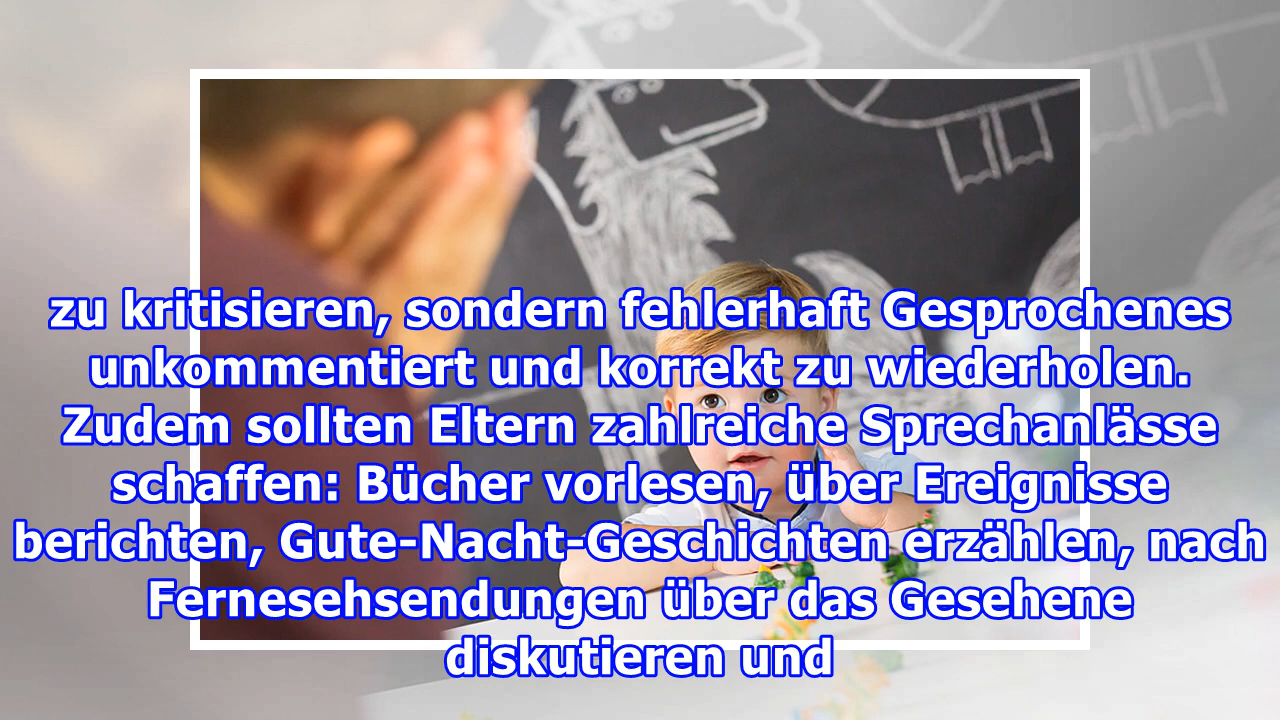 zu kritisieren, sondern fehlerhaft Gesprochenes
unkommentiert und korrekt zu wiederholen.
Zudem sollten Eltern zahlreiche Sprechanlässe
schaffen: Bücher vorlesen, über Ereignisse
berichten, Gute-Nacht-Geschichten erzählen, nach
Fernesehsendungen über das Gesehene
diskutieren und